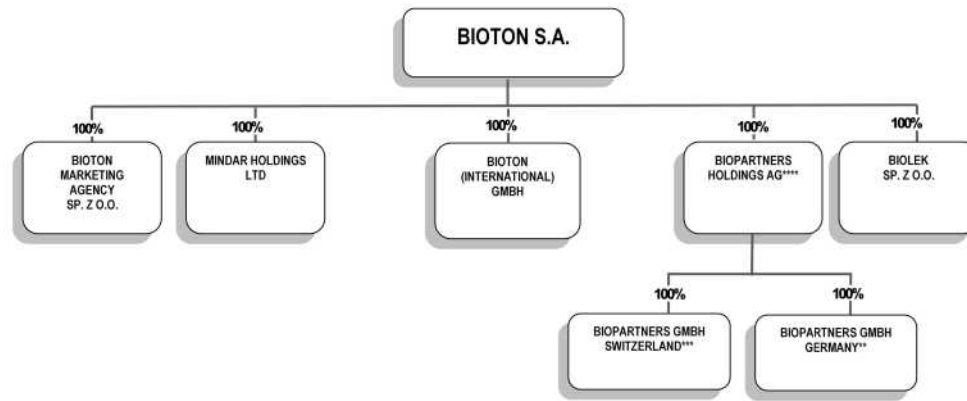 BIOTON S.A.
100%
100%
100%
100%
100%
BIOTON
MARKETING
AGENCY
SP. Z O.O.
MINDAR HOLDINGS
LTD
BIOTON
(INTERNATIONAL)
GMBH
BIOPARTNERS
HOLDINGS AG****
BIOLEK
SP. Z O.O.
100%
100%
BIOPARTNERS GMBH
SWITZERLAND***
BIOPARTNERS GMBH
GERMANY**